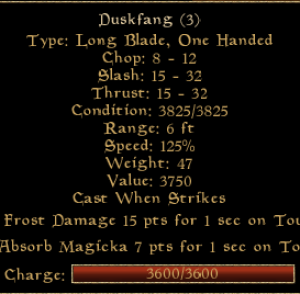 Duskfang (3)
Type: Long Blade, One Handed
Chop: 8 - 12
Slash: 15 - 32
Thrust: 15 - 32
Condition: 3825/3825
Range: 6 ft
Speed: 125%
Weight: 47
Value: 3750
Cast When Strikes
Frost Damage 15 pts for 1 sec on Tou
Absorb Magicka 7 pts for 1 sec on To
Charge: 3600/3600